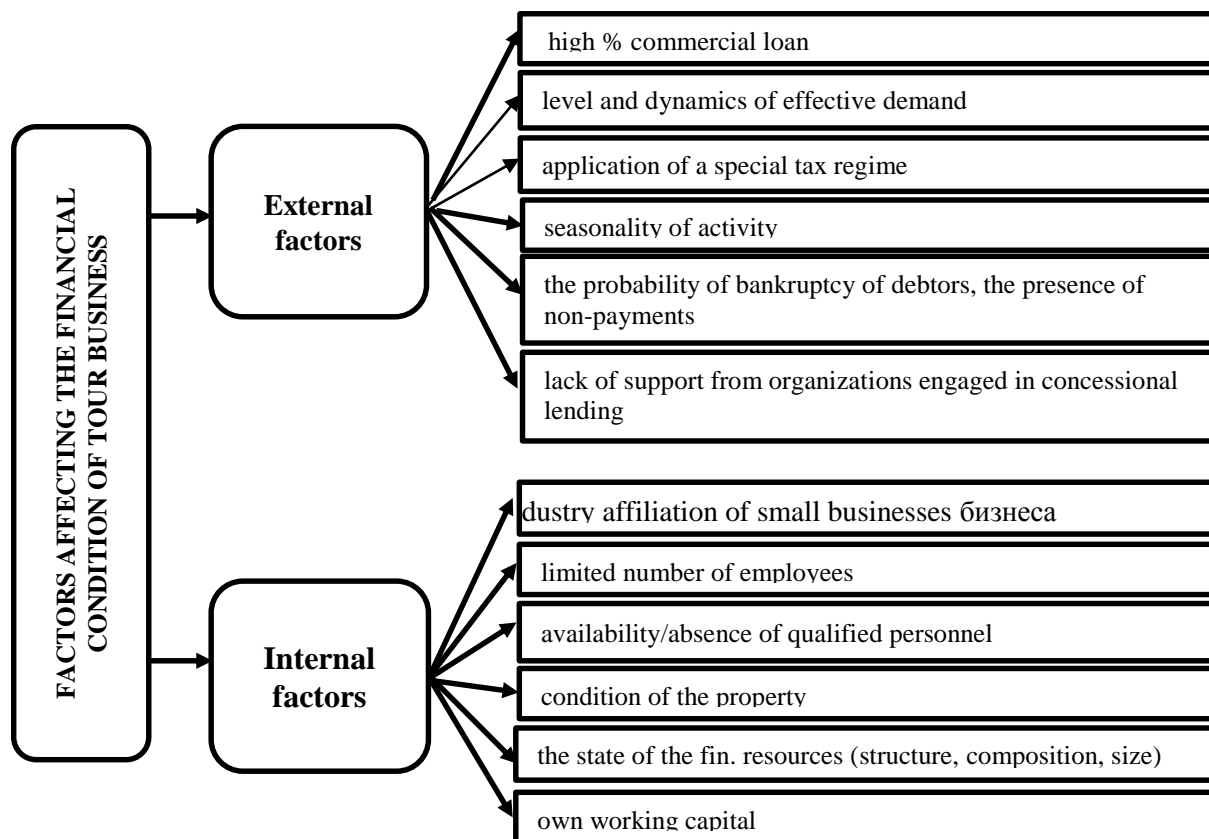 FACTORS AFFECTING THE FINANCIAL
CONDITION OF TOUR BUSINESS
External
factors
high % commercial loan
level and dynamics of effective demand
application of a special tax regime
seasonality of activity
the probability of bankruptcy of debtors, the presence of
non-payments
lack of support from organizations engaged in concessional
lending
Internal
factors
dustry affiliation of small businesses бизнеса
limited number of employees
availability/absence of qualified personnel
condition of the property
the state of the fin. resources (structure, composition, size)
own working capital